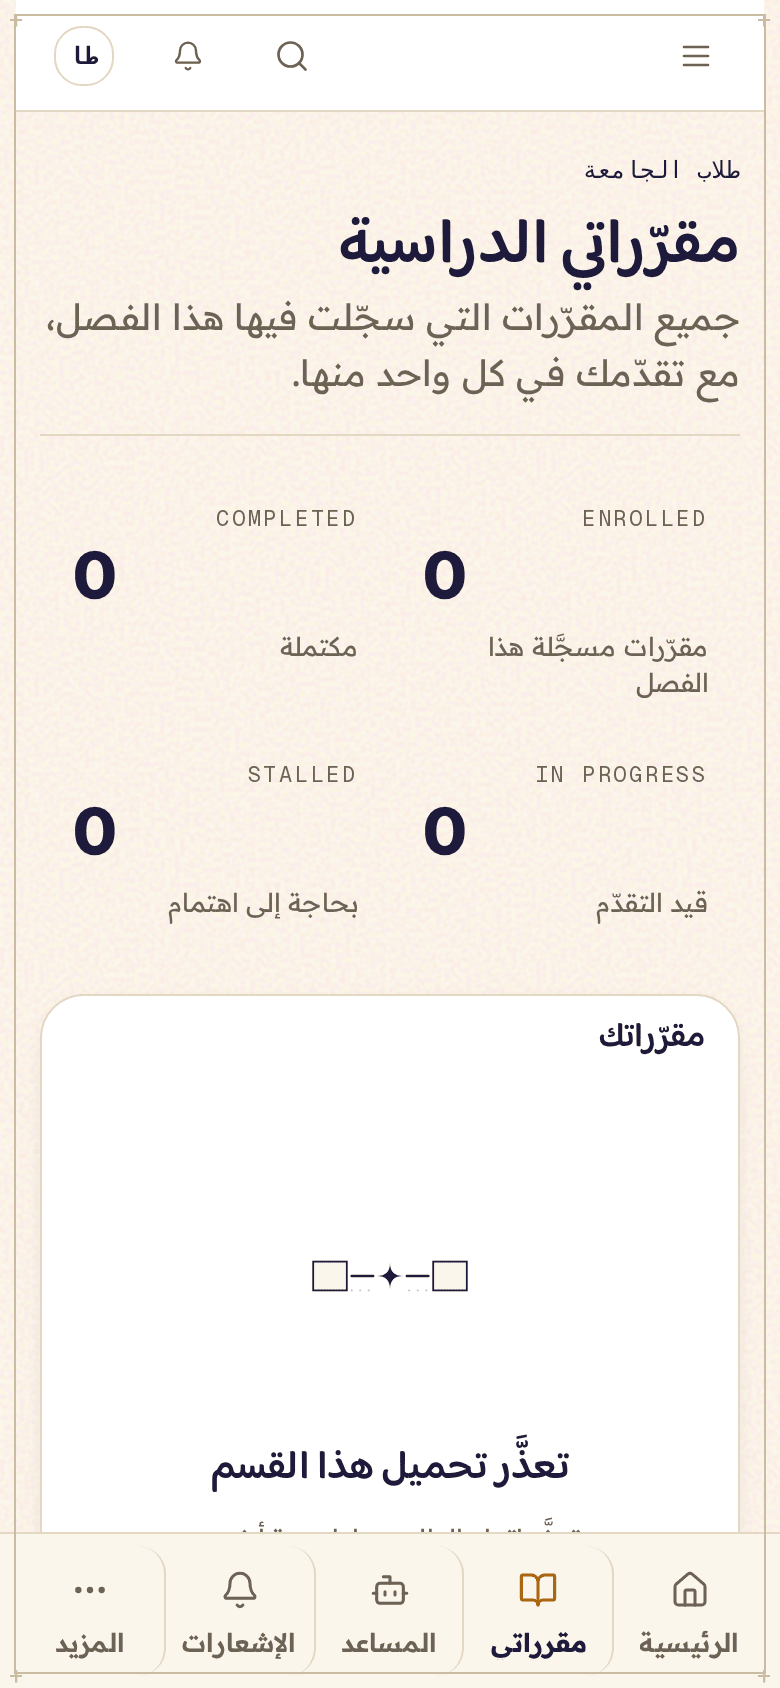 طا
طلاب الجامعة
مقرّراتي الدراسية
جميع المقرّرات التي سجّلت فيها هذا الفصل،
مع تقدّمك في كل واحد منها.
ENROLLED
0
مقرّرات مسجَّلة هذا
الفصل
COMPLETED
0
مكتملة
IN PROGRESS
0
قيد التقدّم
STALLED
0
بحاجة إلى اهتمام
مقرّراتك
تعذَّر تحميل هذا القسم
الرئيسية
مقرراتي
المساعد
الإشعارات
المزيد